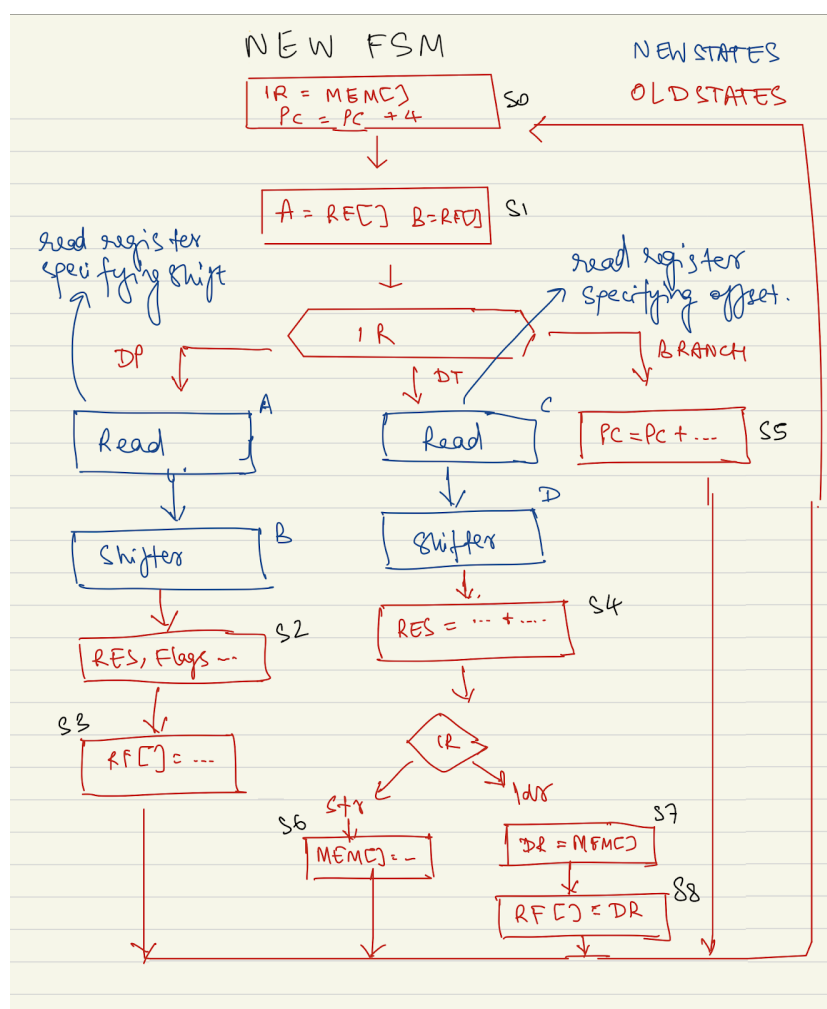 NEW FSM
NEW STATES
OLD STATES
IR = MEM[]
PC = PC + 4
S0
A = RF[] B=RF[]
S1
read register
specifying shift
read register
specifying offset.
IR
DP
DT
BRANCH
A
Read
C
Read
PC=PC + ...
S5
B
Shifter
D
Shifter
S2
RES, Flags ...
S4
RES = ... + ....
S3
RF[] = ...
IR
str
ldr
S6
MEM[] = -
S7
DR = MEM[]
S8
RF[] = DR